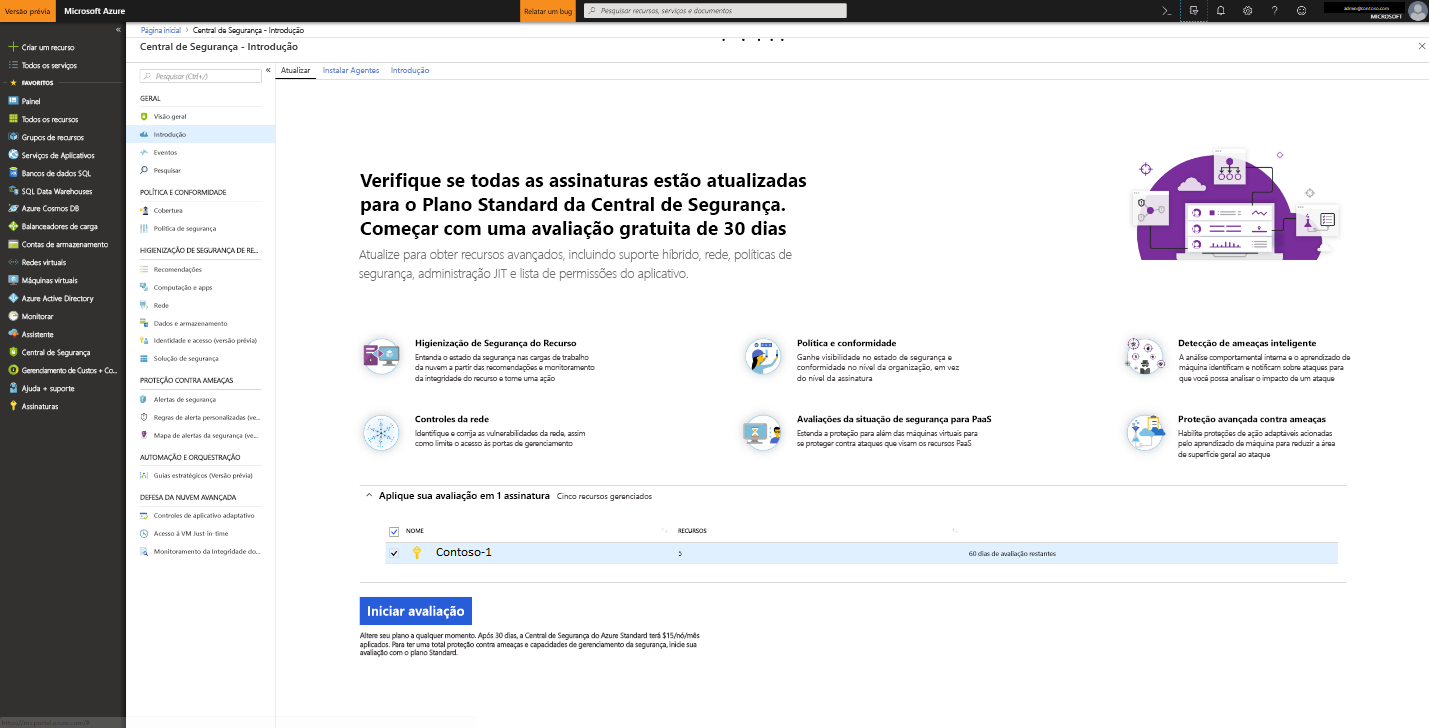 Versão prévia
Microsoft Azure
Relatar um bug
Pesquisar recursos, serviços e documentos
admin@contoso.com
MICROSOFT
Criar um recurso
Todos os serviços
FAVORITOS
Painel
Todos os recursos
Grupos de recursos
Serviços de Aplicativos
Bancos de dados SQL
SQL Data Warehouses
Azure Cosmos DB
Balanceadores de carga
Contas de armazenamento
Redes virtuais
Máquinas virtuais
Azure Active Directory
Monitorar
Assistente
Central de Segurança
Gerenciamento de Custos + Co...
Ajuda + suporte
Assinaturas
Página inicial > Central de Segurança - Introdução
Central de Segurança - Introdução
Pesquisar (Ctrl+/)
GERAL
Visão geral
Introdução
Eventos
Pesquisar
POLÍTICA E CONFORMIDADE
Cobertura
Política de segurança
HIGIENIZAÇÃO DE SEGURANÇA DE RE...
Recomendações
Computação e apps
Rede
Dados e armazenamento
Identidade e acesso (versão prévia)
Solução de segurança
PROTEÇÃO CONTRA AMEAÇAS
Alertas de segurança
Regras de alerta personalizadas (ve...
Mapa de alertas da segurança (ve...
AUTOMAÇÃO E ORQUESTRAÇÃO
Guias estratégicos (Versão prévia)
DEFESA DA NUVEM AVANÇADA
Controles de aplicativo adaptativo
Acesso à VM Just-in-time
Monitoramento da Integridade do...
Atualizar
Instalar Agentes
Introdução
Verifique se todas as assinaturas estão atualizadas
para o Plano Standard da Central de Segurança.
Começar com uma avaliação gratuita de 30 dias
Atualize para obter recursos avançados, incluindo suporte híbrido, rede, políticas de
segurança, administração JIT e lista de permissões do aplicativo.
Higienização de Segurança do Recurso
Entenda o estado da segurança nas cargas de trabalho
da nuvem a partir das recomendações e monitoramento
da integridade do recurso e tome uma ação
Política e conformidade
Ganhe visibilidade no estado de segurança e
conformidade no nível da organização, em vez
do nível da assinatura
Detecção de ameaças inteligente
A análise comportamental interna e o aprendizado de
máquina identificam e notificam sobre ataques para
que você possa analisar o impacto de um ataque
Controles da rede
Identifique e corrija as vulnerabilidades da rede, assim
como limite o acesso às portas de gerenciamento
Avaliações da situação de segurança para PaaS
Estenda a proteção para além das máquinas virtuais para
se proteger contra ataques que visam os recursos PaaS
Proteção avançada contra ameaças
Habilite proteções de ação adaptáveis acionadas
pelo aprendizado de máquina para reduzir a área
de superfície geral ao ataque
Aplique sua avaliação em 1 assinatura Cinco recursos gerenciados
NOME
RECURSOS
Contoso-1
5
60 dias de avaliação restantes
Iniciar avaliação
Altere seu plano a qualquer momento. Após 30 dias, a Central de Segurança do Azure Standard terá $15/nó/mês
aplicados. Para ter uma total proteção contra ameaças e capacidades de gerenciamento da segurança, inicie sua
avaliação com o plano Standard.